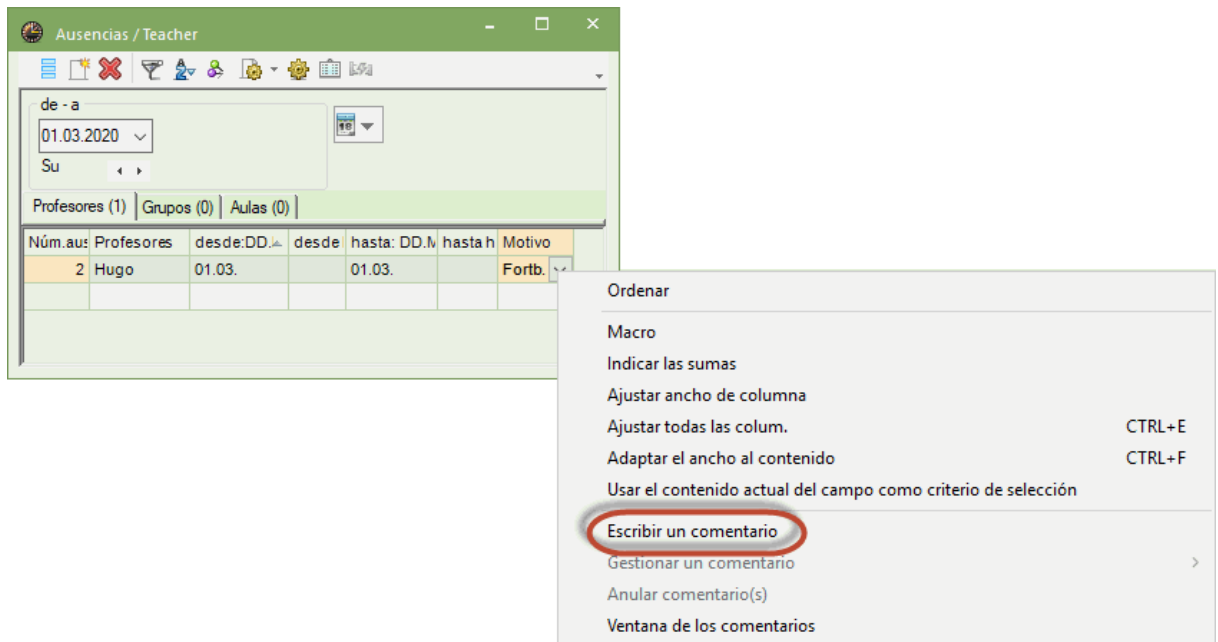 Ausencias / Teacher
de - a
01.03.2020
Su
Profesores (1) Grupos (0) Aulas (0)
Núm.aus Profesores desde:DD. desde hasta: DD.M hasta h Motivo
2 Hugo 01.03. 01.03. Fortb.
Ordenar
Macro
Indicar las sumas
Ajustar ancho de columna
Ajustar todas las colum. CTRL+E
Adaptar el ancho al contenido CTRL+F
Usar el contenido actual del campo como criterio de selección
Escribir un comentario
Gestionar un comentario
Anular comentario(s)
Ventana de los comentarios